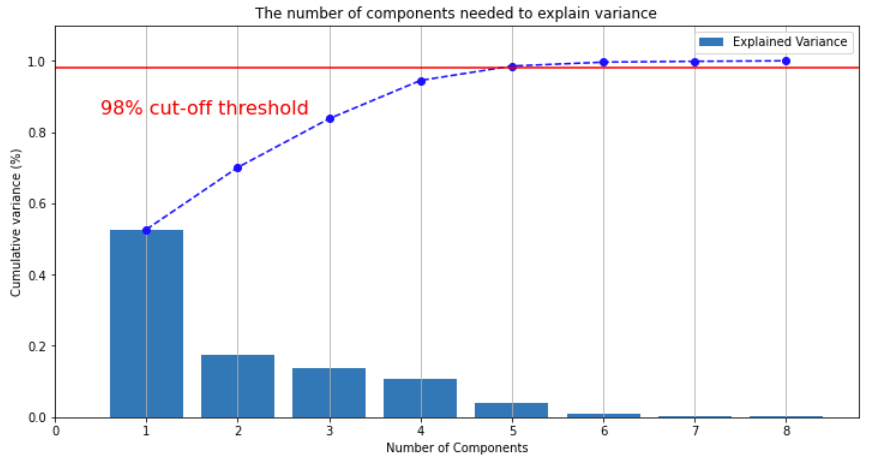 The number of components needed to explain variance
Explained Variance
98% cut-off threshold
Cumulative variance (%)
1.0
0.8
0.6
0.4
0.2
0.0
0 1 2 3 4 5 6 7 8
Number of Components